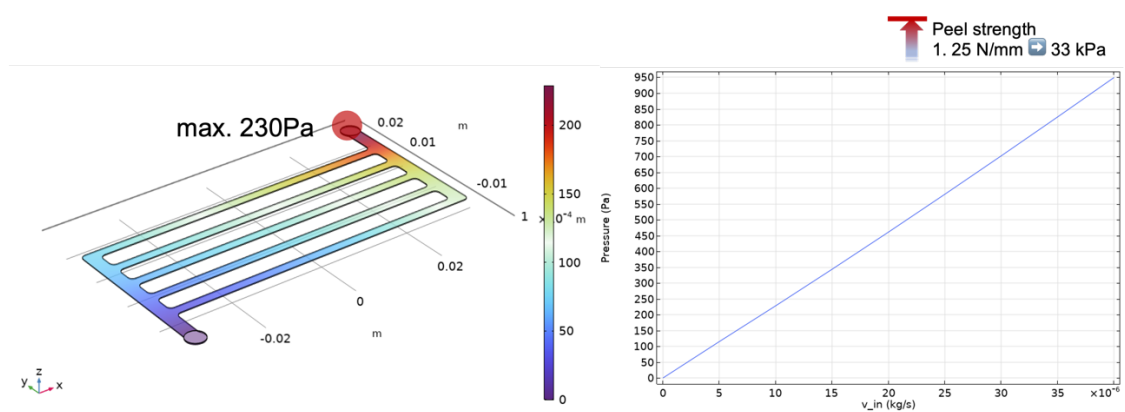 Peel strength
1. 25 N/mm ➡ 33 kPa
max. 230Pa
0.02
m
0.01
-0.01
1 ×10⁻⁴ m
0.02
0
m
-0.02
z
y
x
200
150
100
50
0
950
900
850
800
750
700
650
600
550
500
450
400
350
300
250
200
150
100
50
0
Pressure (Pa)
0 5 10 15 20 25 30 35 ×10⁻⁶
v_in (kg/s)